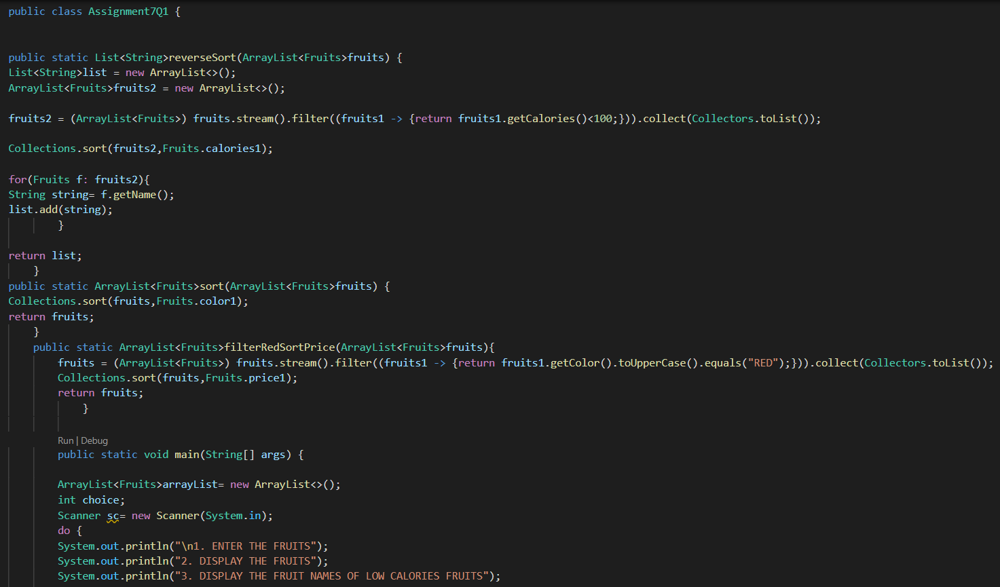 public class Assignment7Q1 {
public static List<String>reverseSort(ArrayList<Fruits>fruits) {
List<String>list = new ArrayList<>();
ArrayList<Fruits>fruits2 = new ArrayList<>();
fruits2 = (ArrayList<Fruits>) fruits.stream().filter((fruits1 -> {return fruits1.getCalories()<100;})).collect(Collectors.toList());
Collections.sort(fruits2,Fruits.calories1);
for(Fruits f: fruits2){
String string= f.getName();
list.add(string);
}
return list;
}
public static ArrayList<Fruits>sort(ArrayList<Fruits>fruits) {
Collections.sort(fruits,Fruits.color1);
return fruits;
}
public static ArrayList<Fruits>filterRedSortPrice(ArrayList<Fruits>fruits){
fruits = (ArrayList<Fruits>) fruits.stream().filter((fruits1 -> {return fruits1.getColor().toUpperCase().equals("RED");})).collect(Collectors.toList());
Collections.sort(fruits,Fruits.price1);
return fruits;
}
Run | Debug
public static void main(String[] args) {
ArrayList<Fruits>arrayList= new ArrayList<>();
int choice;
Scanner sc= new Scanner(System.in);
do {
System.out.println("\n1. ENTER THE FRUITS");
System.out.println("2. DISPLAY THE FRUITS");
System.out.println("3. DISPLAY THE FRUIT NAMES OF LOW CALORIES FRUITS");